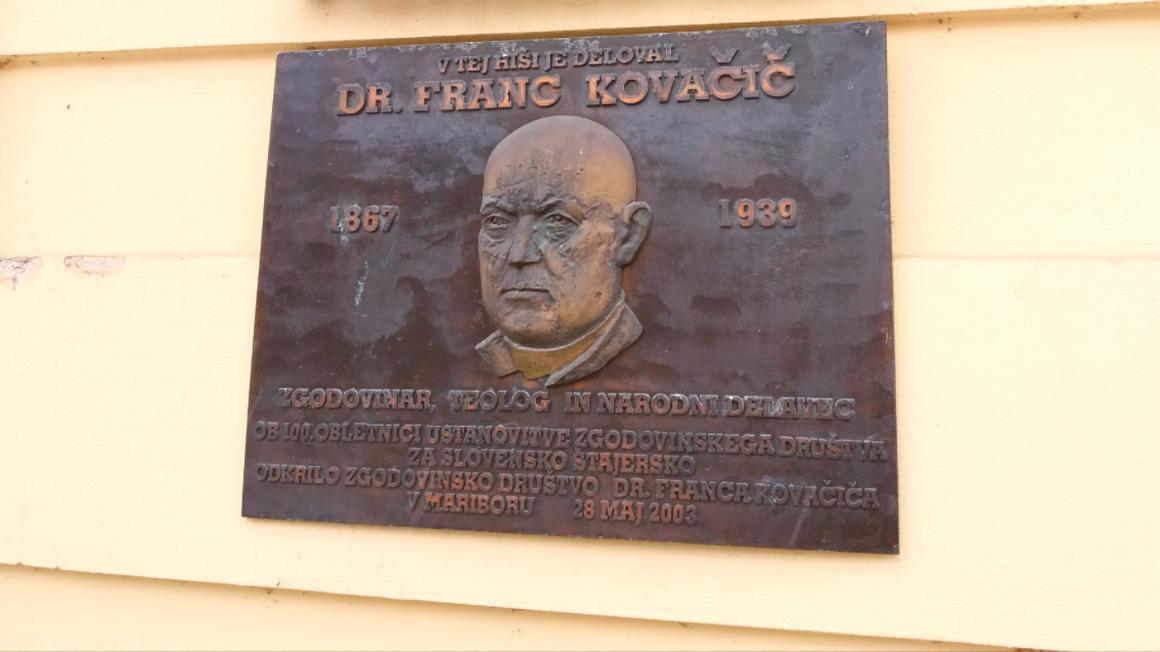 V TEJ HIŠI JE DELOVAL
DR. FRANC KOVAČIČ
1867
1939
ZGODOVINAR, TEOLOG IN NARODNI DELAVEC
OB 100. OBLETNICI USTANOVITVE ZGODOVINSKEGA DRUŠTVA
ZA SLOVENSKO ŠTAJERSKO
ODKRILO ZGODOVINSKO DRUŠTVO DR. FRANCA KOVAČIČA
V MARIBORU 28 MAJ 2003